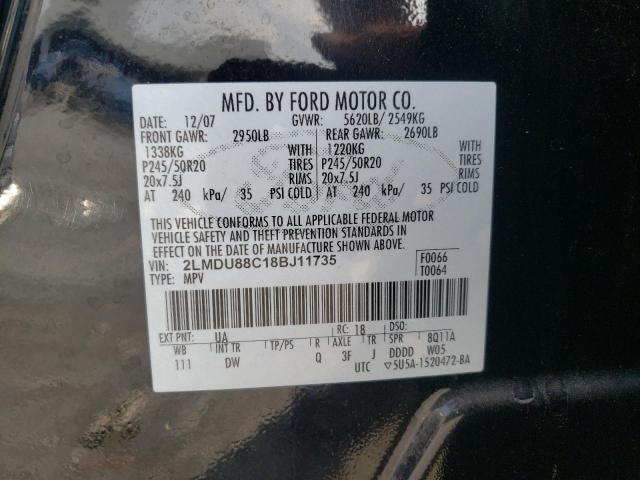 MFD. BY FORD MOTOR CO.
12/07 GVWR: 5620LB/ 2549KG
FRONT GAWR: 2950LB REAR GAWR: 2690LB
1338KG WITH 1220KG WITH
P245/50R20 TIRES P245/50R20 TIRES
20x7.5J RIMS 20x7.5J RIMS
AT 240 kPa/ 35 PSI COLD AT 240 kPa/ 35 PSI COLD
THIS VEHICLE CONFORMS TO ALL APPLICABLE FEDERAL MOTOR
VEHICLE SAFETY AND THEFT PREVENTION STANDARDS IN
EFFECT ON THE DATE OF MANUFACTURE SHOWN ABOVE.
VIN: 2LMDU88C18BJ11735 F0066
TYPE: MPV T0064
EXT PNT: UA RC: 18 DSO:
WB INT TR TP/PS R AXLE TR SPR 8Q11A
111 DW Q 3F J DDDD W05
UTC ▽5U5A-1520472-BA